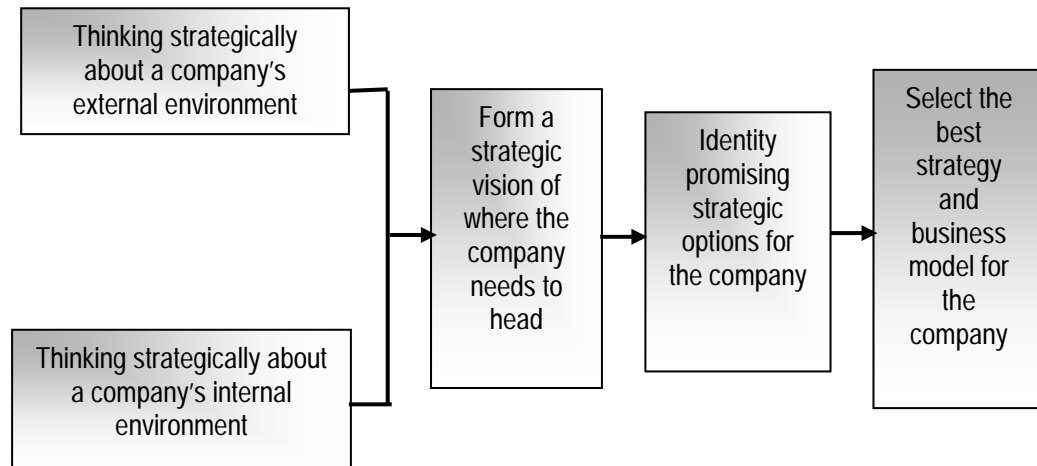 Thinking strategically
about a company's
external environment
Thinking strategically about
a company's internal
environment
Form a
strategic
vision of
where the
company
needs to
head
Identity
promising
strategic
options for
the company
Select the
best
strategy
and
business
model for
the
company